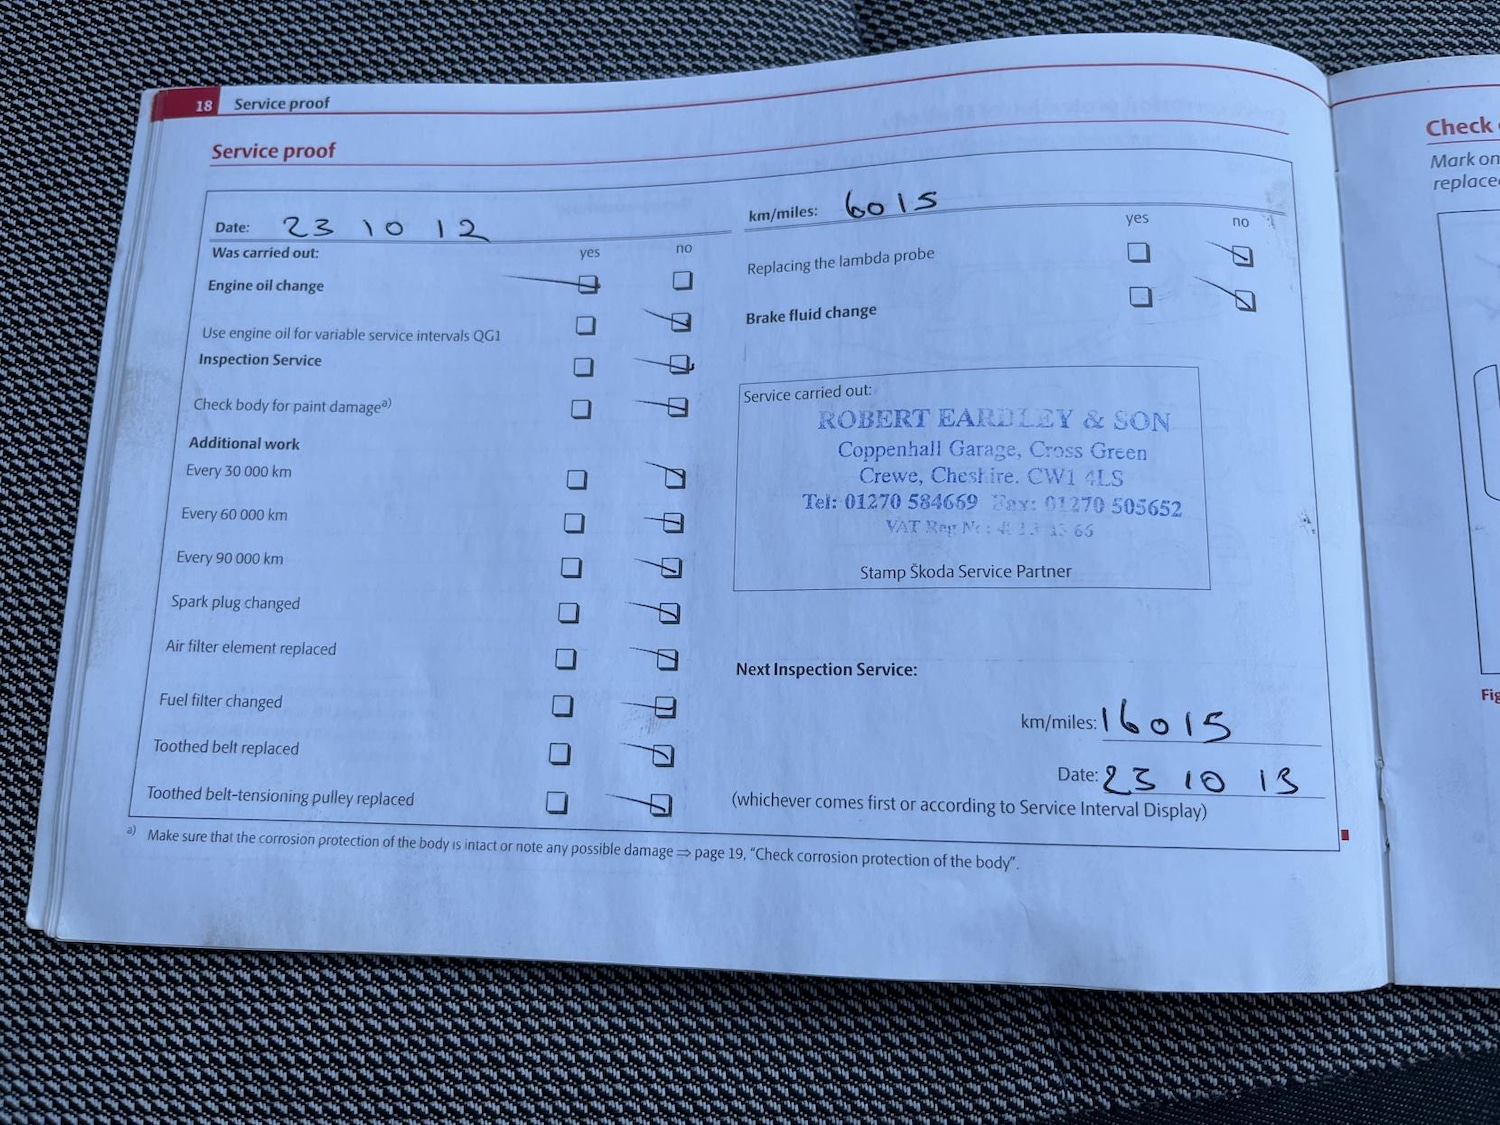 18 Service proof
Service proof
Date: 23 10 12
Was carried out: yes no
Engine oil change
Use engine oil for variable service intervals QG1
Inspection Service
Check body for paint damage a)
Additional work
Every 30 000 km
Every 60 000 km
Every 90 000 km
Spark plug changed
Air filter element replaced
Fuel filter changed
Toothed belt replaced
Toothed belt-tensioning pulley replaced
km/miles: 6015
yes no
Replacing the lambda probe
Brake fluid change
Service carried out:
ROBERT EARDLEY & SON
Coppenhall Garage, Cross Green
Crewe, Cheshire. CW1 4LS
Tel: 01270 584669 Fax: 01270 505652
VAT Reg No: 66
Stamp Škoda Service Partner
Next Inspection Service:
km/miles: 16015
Date: 23 10 13
(whichever comes first or according to Service Interval Display)
a) Make sure that the corrosion protection of the body is intact or note any possible damage ⇒ page 19, "Check corrosion protection of the body".
Check
Mark on
Fig